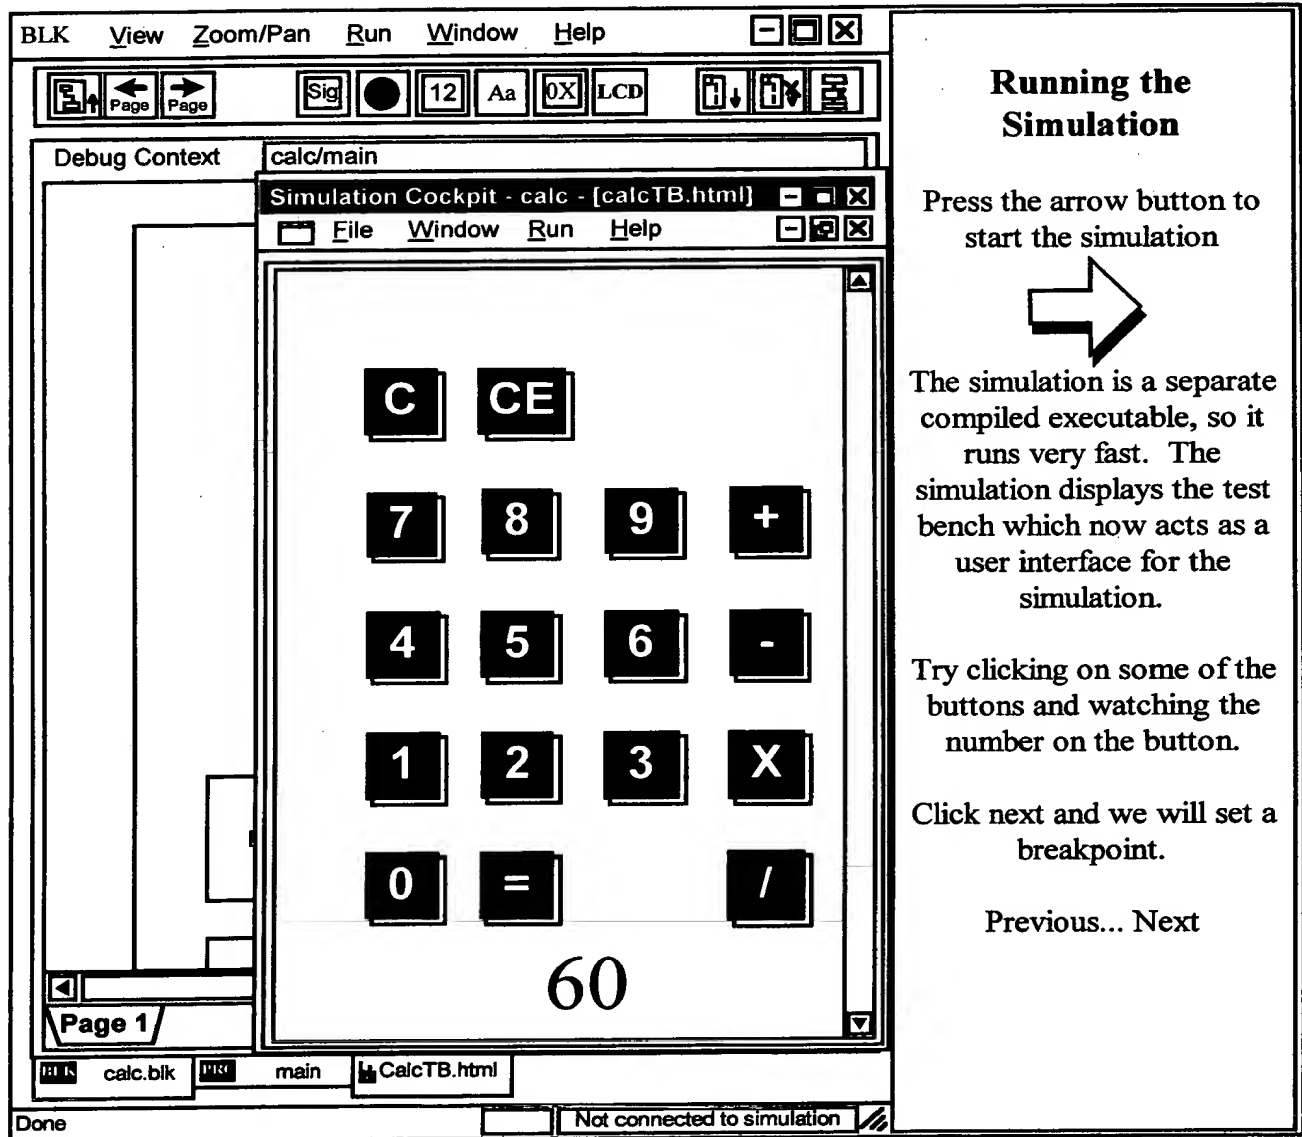 BLK View Zoom/Pan Run Window Help
Page Page Sig 12 Aa 0X LCD
Debug Context calc/main
Simulation Cockpit - calc - [calcTB.html]
File Window Run Help
C CE
7 8 9 +
4 5 6 -
1 2 3 X
0 = /
60
Page 1
BLK calc.blk PRC main CalcTB.html
Done Not connected to simulation
Running the
Simulation
Press the arrow button to
start the simulation
The simulation is a separate
compiled executable, so it
runs very fast. The
simulation displays the test
bench which now acts as a
user interface for the
simulation.
Try clicking on some of the
buttons and watching the
number on the button.
Click next and we will set a
breakpoint.
Previous... Next